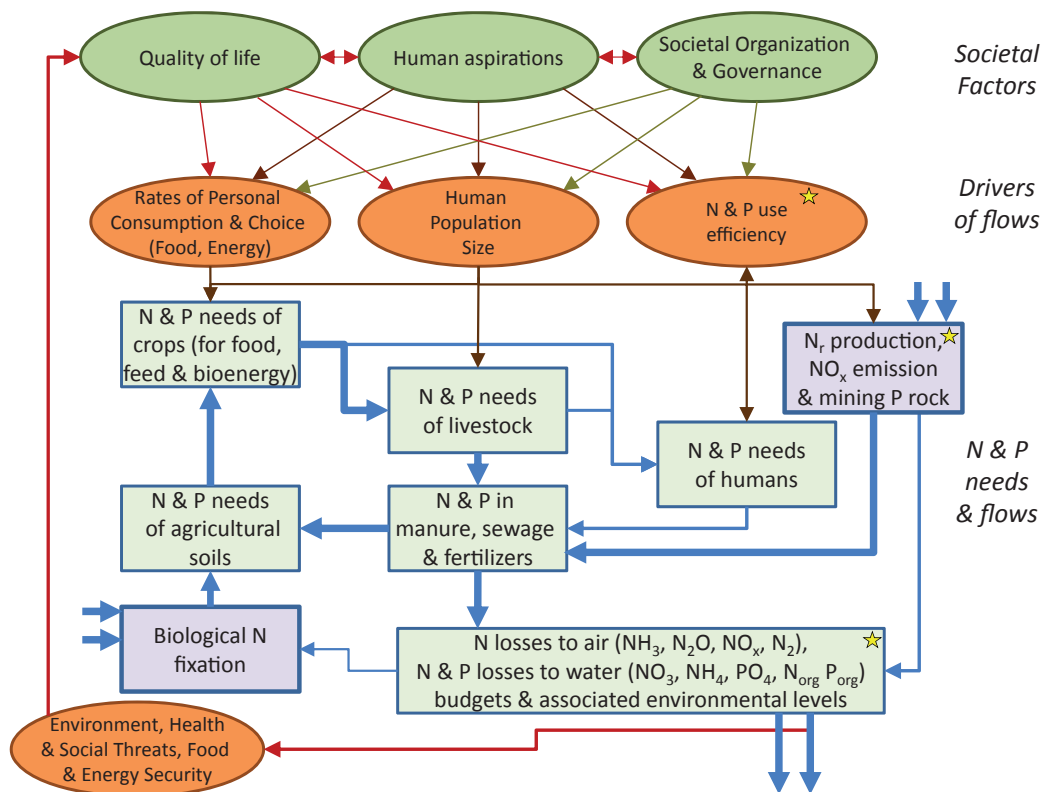 Quality of life
Human aspirations
Societal Organization
& Governance
Societal
Factors
Rates of Personal
Consumption & Choice
(Food, Energy)
Human
Population
Size
N & P use
efficiency
Drivers
of flows
N & P needs of
crops (for food,
feed & bioenergy)
N & P needs
of livestock
N & P needs
of humans
Nr production,
NOx emission
& mining P rock
N & P
needs
& flows
N & P needs
of agricultural
soils
N & P in
manure, sewage
& fertilizers
Biological N
fixation
N losses to air (NH3, N2O, NOx, N2),
N & P losses to water (NO3, NH4, PO4, Norg Porg)
budgets & associated environmental levels
Environment, Health
& Social Threats, Food
& Energy Security